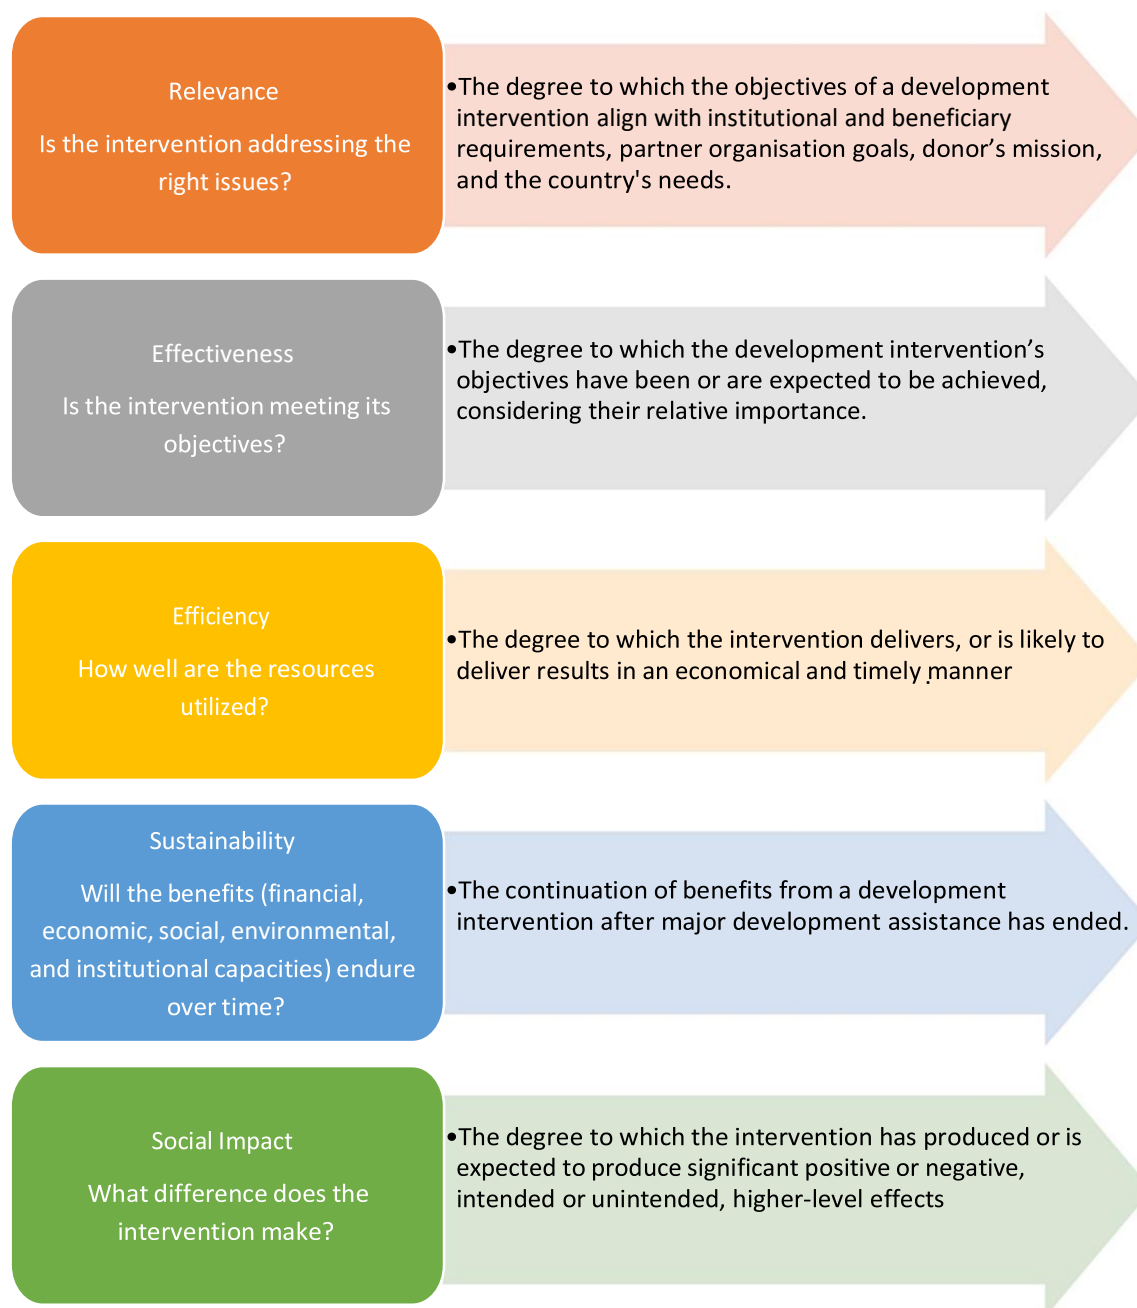 Relevance
Is the intervention addressing the
right issues?
•The degree to which the objectives of a development
intervention align with institutional and beneficiary
requirements, partner organisation goals, donor’s mission,
and the country's needs.
Effectiveness
Is the intervention meeting its
objectives?
•The degree to which the development intervention’s
objectives have been or are expected to be achieved,
considering their relative importance.
Efficiency
How well are the resources
utilized?
•The degree to which the intervention delivers, or is likely to
deliver results in an economical and timely manner
.
Sustainability
Will the benefits (financial,
economic, social, environmental,
and institutional capacities) endure
over time?
•The continuation of benefits from a development
intervention after major development assistance has ended.
Social Impact
What difference does the
intervention make?
•The degree to which the intervention has produced or is
expected to produce significant positive or negative,
intended or unintended, higher-level effects